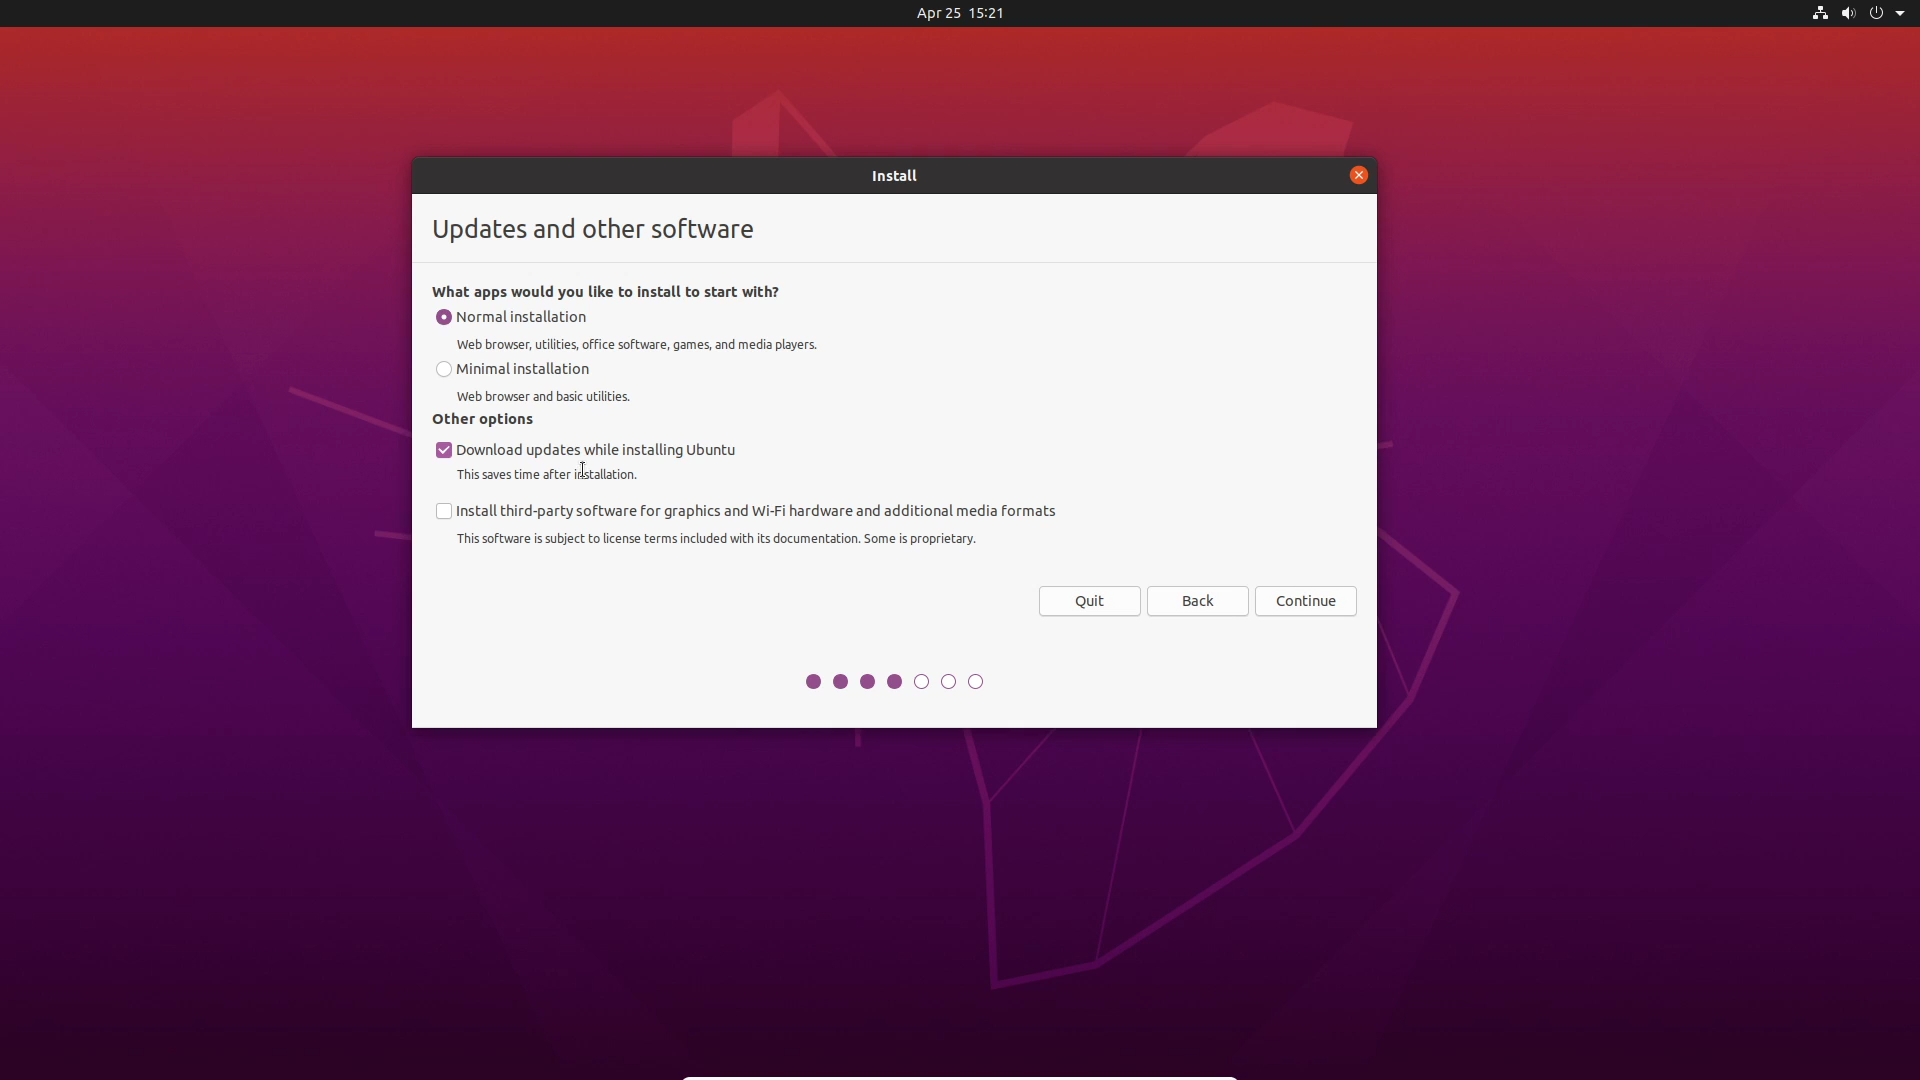 Apr 25 15:21
Install
Updates and other software
What apps would you like to install to start with?
Normal installation
Web browser, utilities, office software, games, and media players.
Minimal installation
Web browser and basic utilities.
Other options
Download updates while installing Ubuntu
This saves time after installation.
Install third-party software for graphics and Wi-Fi hardware and additional media formats
This software is subject to license terms included with its documentation. Some is proprietary.
Quit Back Continue